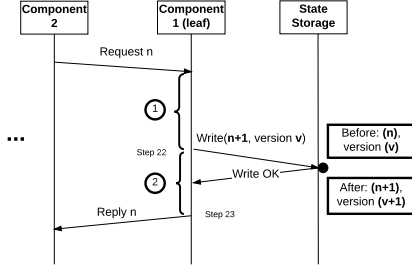 Component
2
Component
1 (leaf)
State
Storage
Request n
1
...
Write(n+1, version v)
Before: (n),
version (v)
Step 22
Write OK
2
After: (n+1),
version (v+1)
Reply n
Step 23